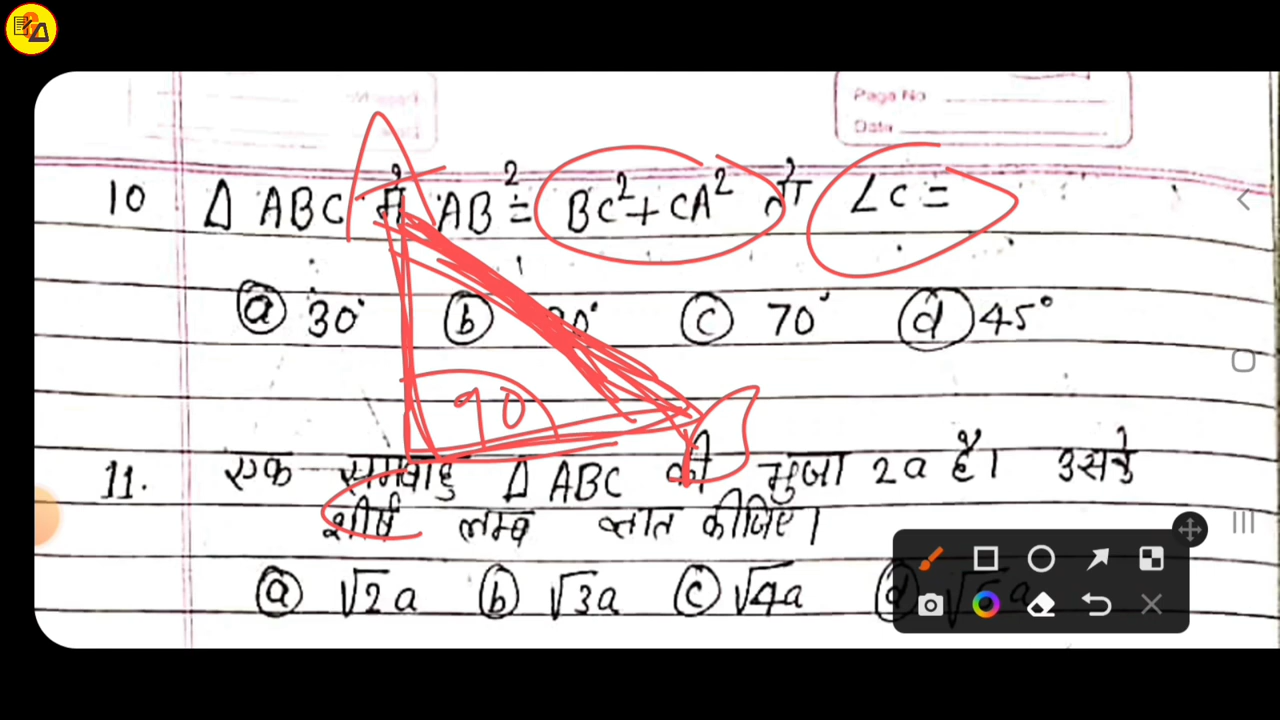 Page No
Date
10 Δ ABC में AB² = BC² + CA² तो ∠C =
ⓐ 30° ⓑ ⓒ 70° ⓓ 45°
90
11. एक समबाहु Δ ABC की भुजा 2a है। उसके
शीर्ष लम्ब ज्ञात कीजिए।
ⓐ √2a ⓑ √3a ⓒ √4a ⓓ